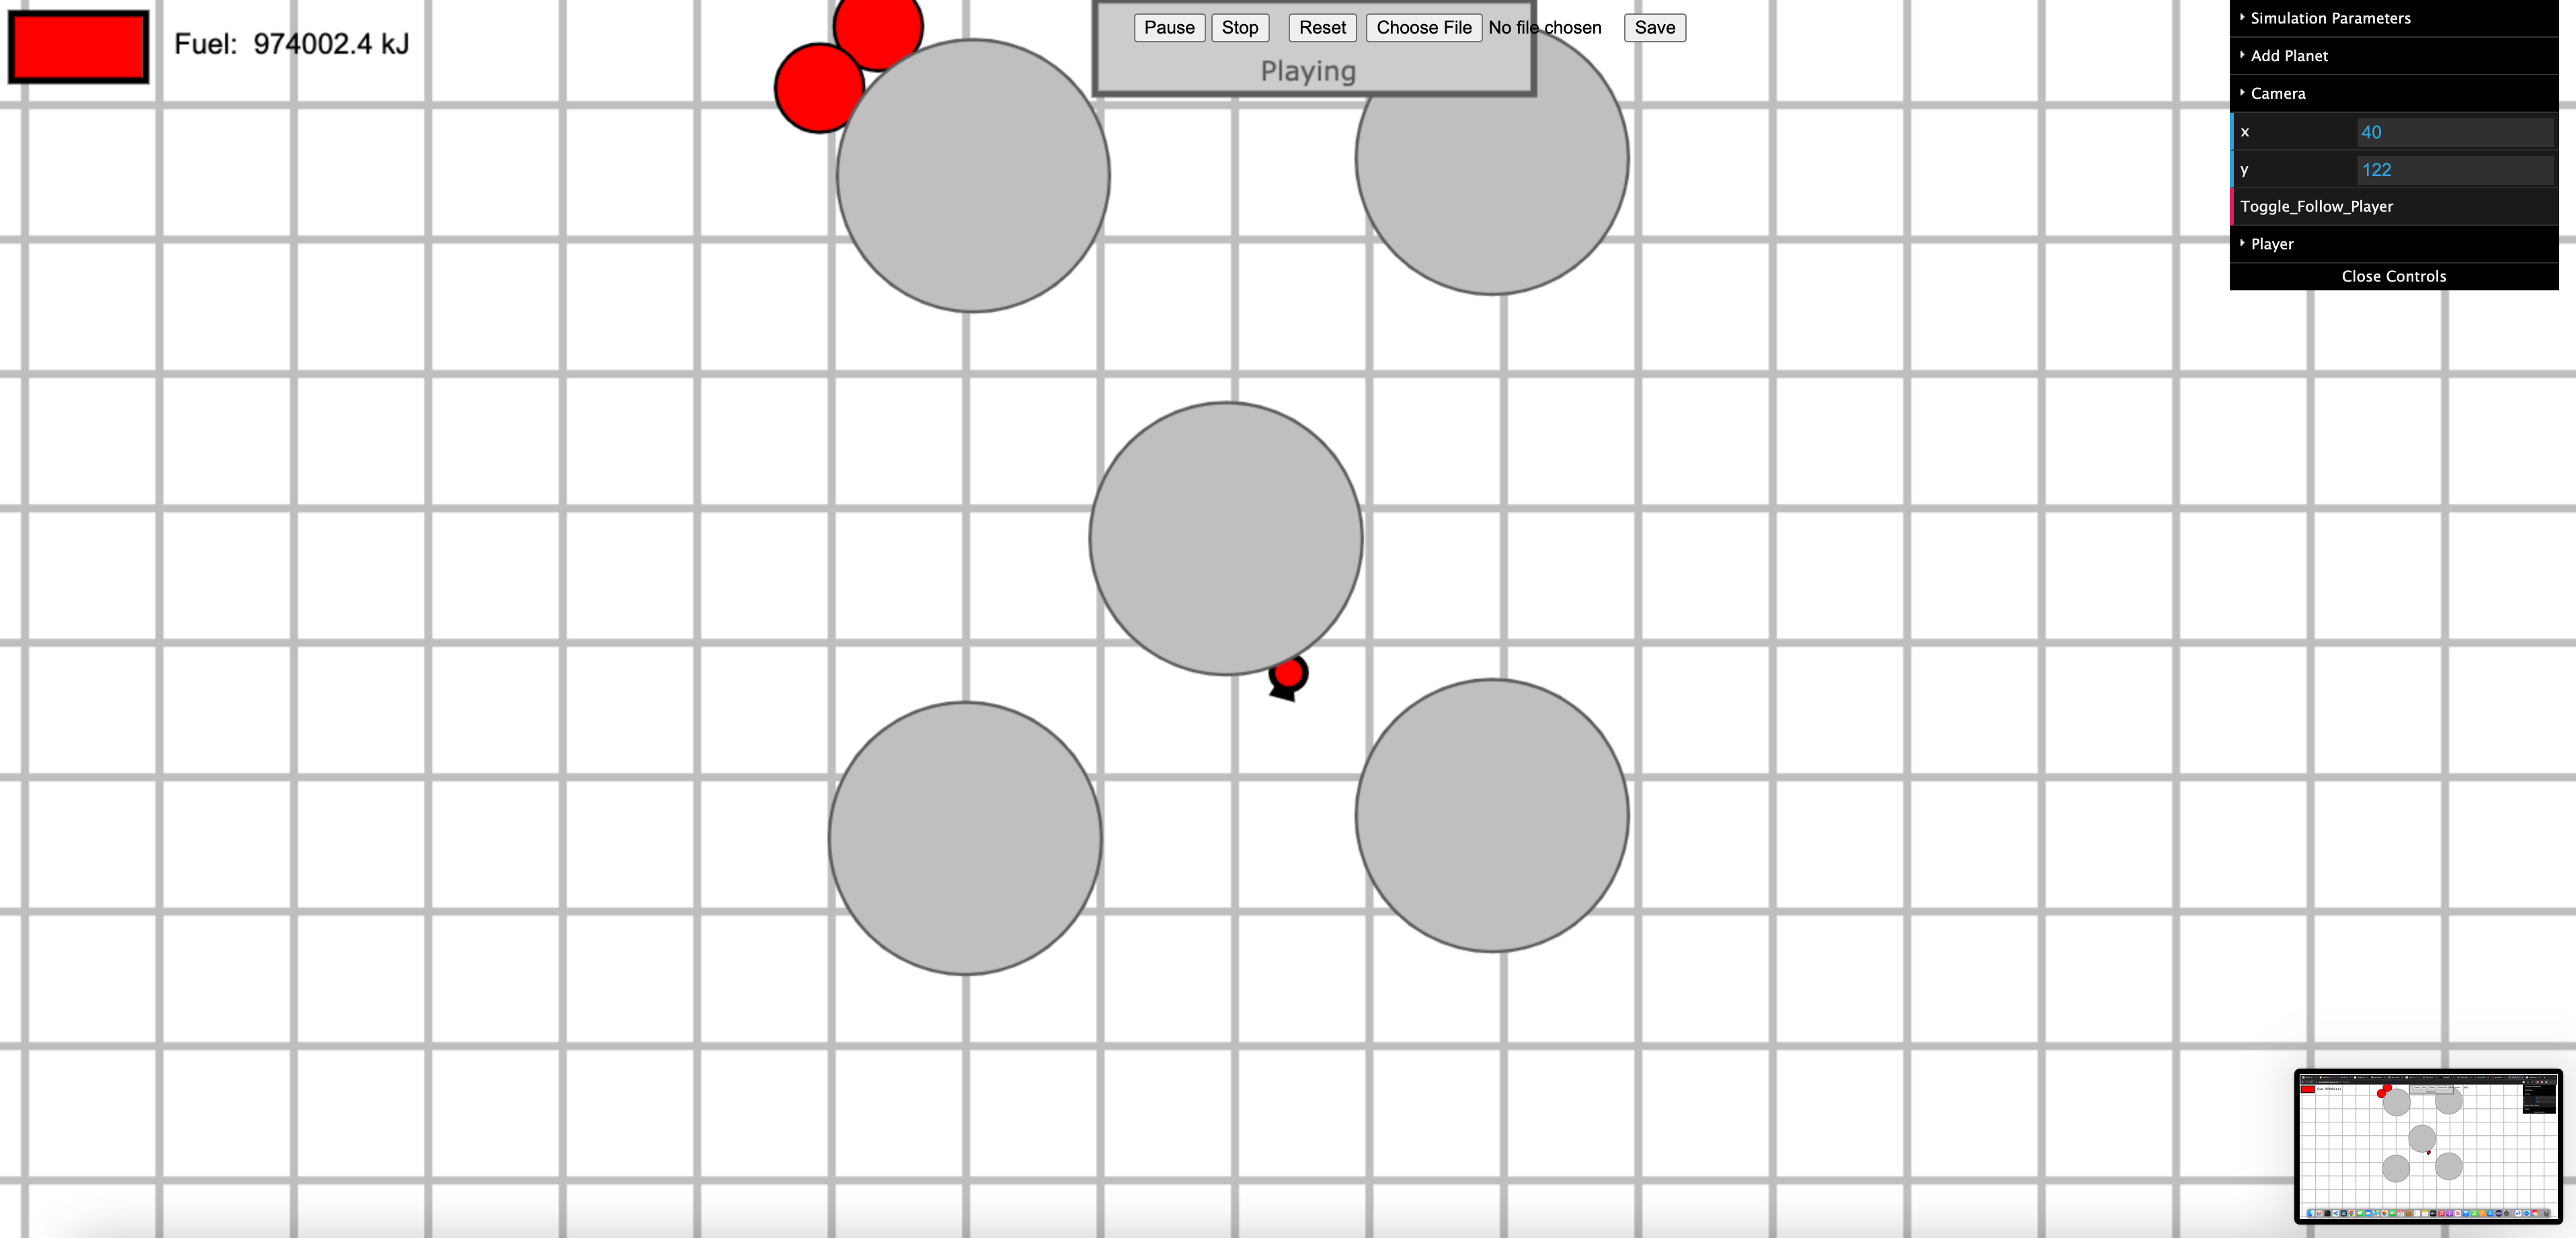 Fuel: 974002.4 kJ
Pause Stop Reset Choose File No file chosen Save
Playing
Simulation Parameters
Add Planet
Camera
x 40
y 122
Toggle_Follow_Player
Player
Close Controls